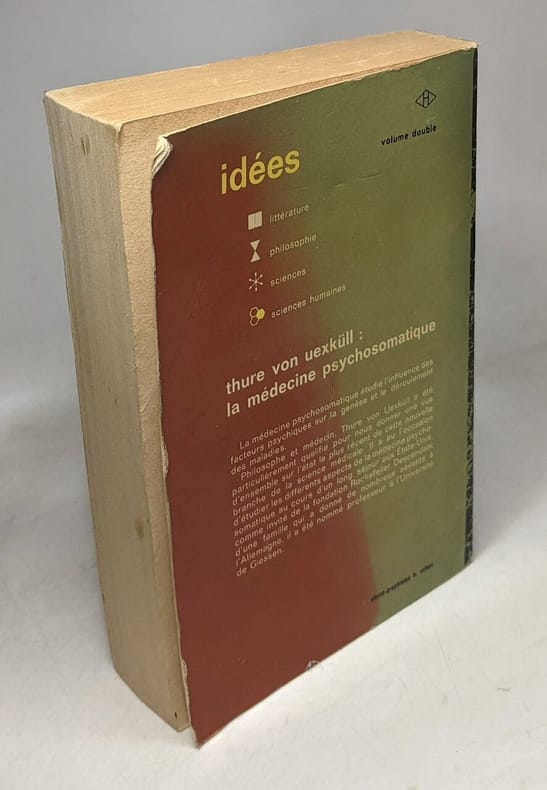 H
volume double
idées
littérature
philosophie
sciences
sciences humaines
thure von uexküll :
la médecine psychosomatique
La médecine psychosomatique étudie l'influence des
facteurs psychiques sur la genèse et le déroulement
des maladies.
Philosophe et médecin, Thure von Uexküll a été
particulièrement qualifié pour nous donner une vue
d'ensemble sur l'état le plus récent de cette nouvelle
branche de la science médicale. Il a eu l'occasion
d'étudier les différents aspects de la médecine psycho-
somatique au cours d'un long séjour aux États-Unis,
comme invité de la fondation Rockefeller. Descendant
d'une famille qui a donné de nombreux savants à
l'Allemagne, il a été nommé professeur à l'Université
de Giessen.